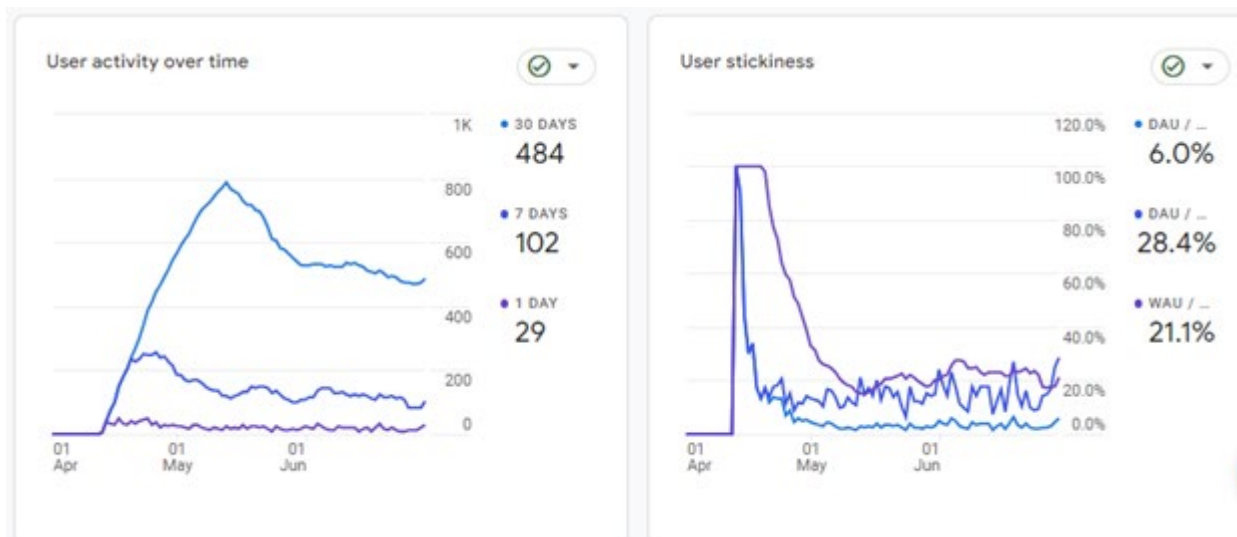 User activity over time
1K
800
600
400
200
0
01 Apr
01 May
01 Jun
30 DAYS
484
7 DAYS
102
1 DAY
29
User stickiness
120.0%
100.0%
80.0%
60.0%
40.0%
20.0%
0.0%
01 Apr
01 May
01 Jun
DAU / ...
6.0%
DAU / ...
28.4%
WAU / ...
21.1%